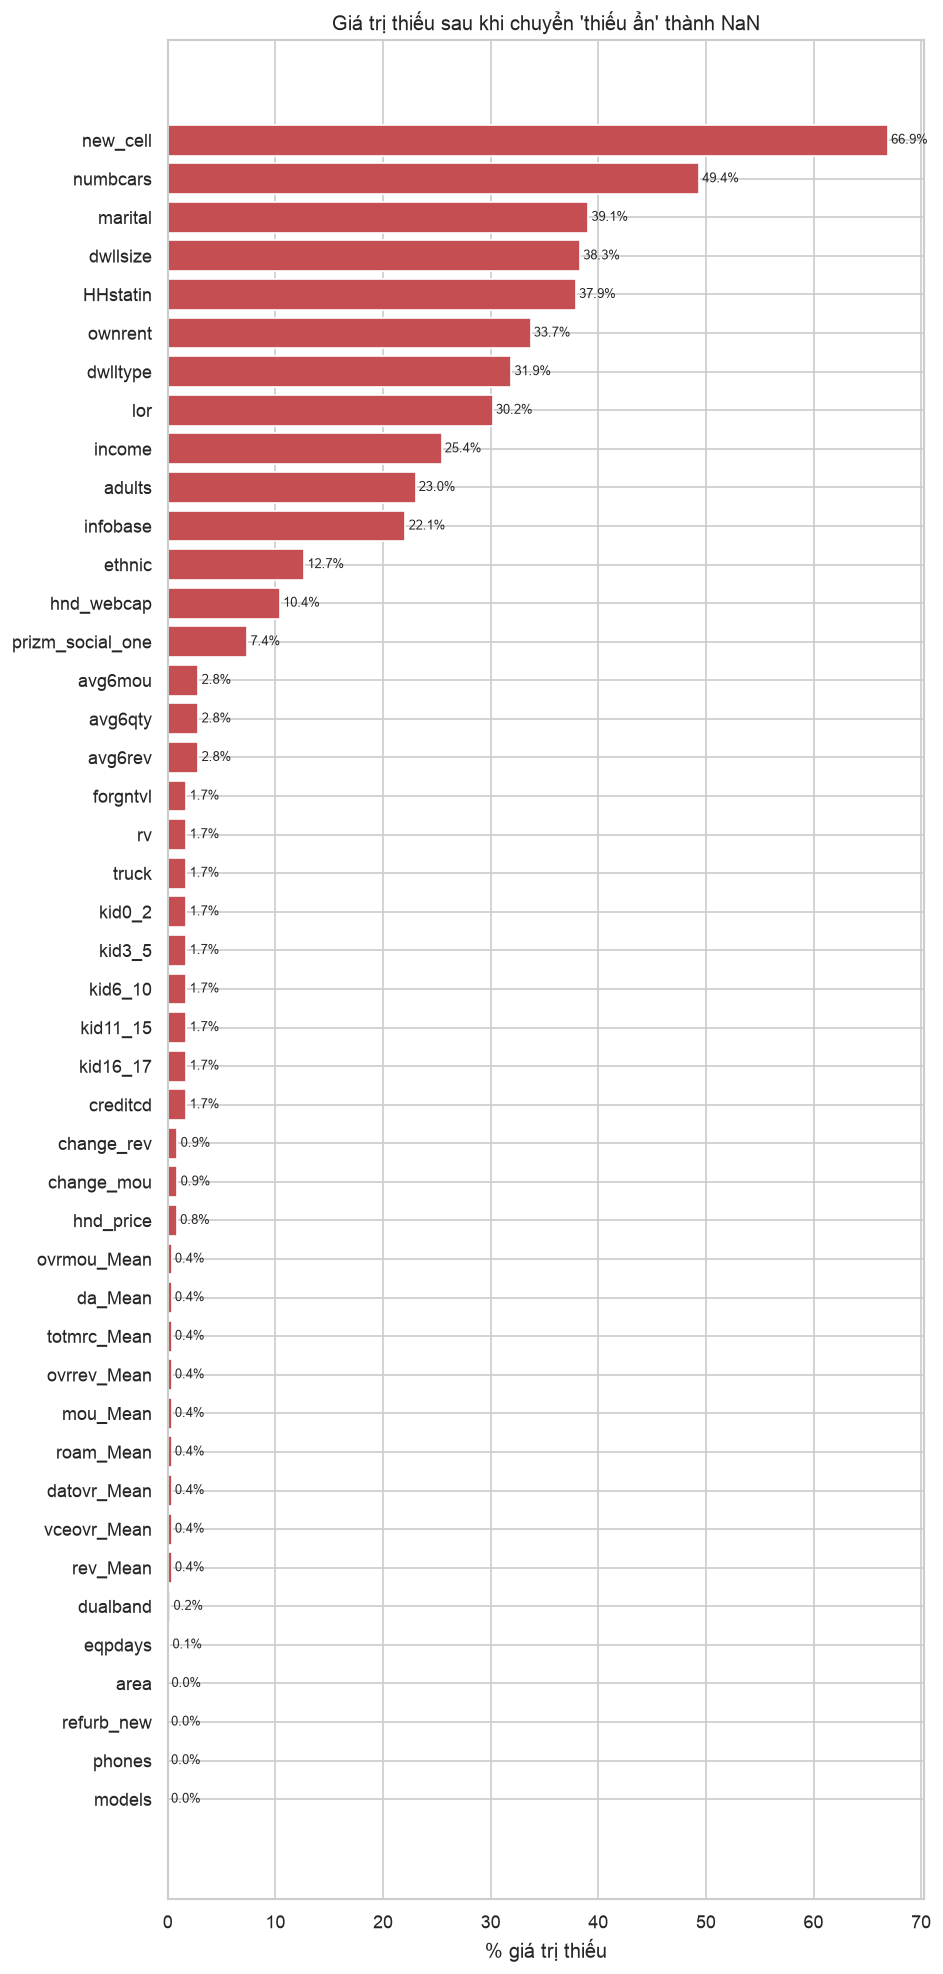 Giá trị thiếu sau khi chuyển 'thiếu ẩn' thành NaN
new_cell 66.9%
numbcars 49.4%
marital 39.1%
dwllsize 38.3%
HHstatin 37.9%
ownrent 33.7%
dwlltype 31.9%
lor 30.2%
income 25.4%
adults 23.0%
infobase 22.1%
ethnic 12.7%
hnd_webcap 10.4%
prizm_social_one 7.4%
avg6mou 2.8%
avg6qty 2.8%
avg6rev 2.8%
forgntvl 1.7%
rv 1.7%
truck 1.7%
kid0_2 1.7%
kid3_5 1.7%
kid6_10 1.7%
kid11_15 1.7%
kid16_17 1.7%
creditcd 1.7%
change_rev 0.9%
change_mou 0.9%
hnd_price 0.8%
ovrmou_Mean 0.4%
da_Mean 0.4%
totmrc_Mean 0.4%
ovrrev_Mean 0.4%
mou_Mean 0.4%
roam_Mean 0.4%
datovr_Mean 0.4%
vceovr_Mean 0.4%
rev_Mean 0.4%
dualband 0.2%
eqpdays 0.1%
area 0.0%
refurb_new 0.0%
phones 0.0%
models 0.0%
0 10 20 30 40 50 60 70
% giá trị thiếu